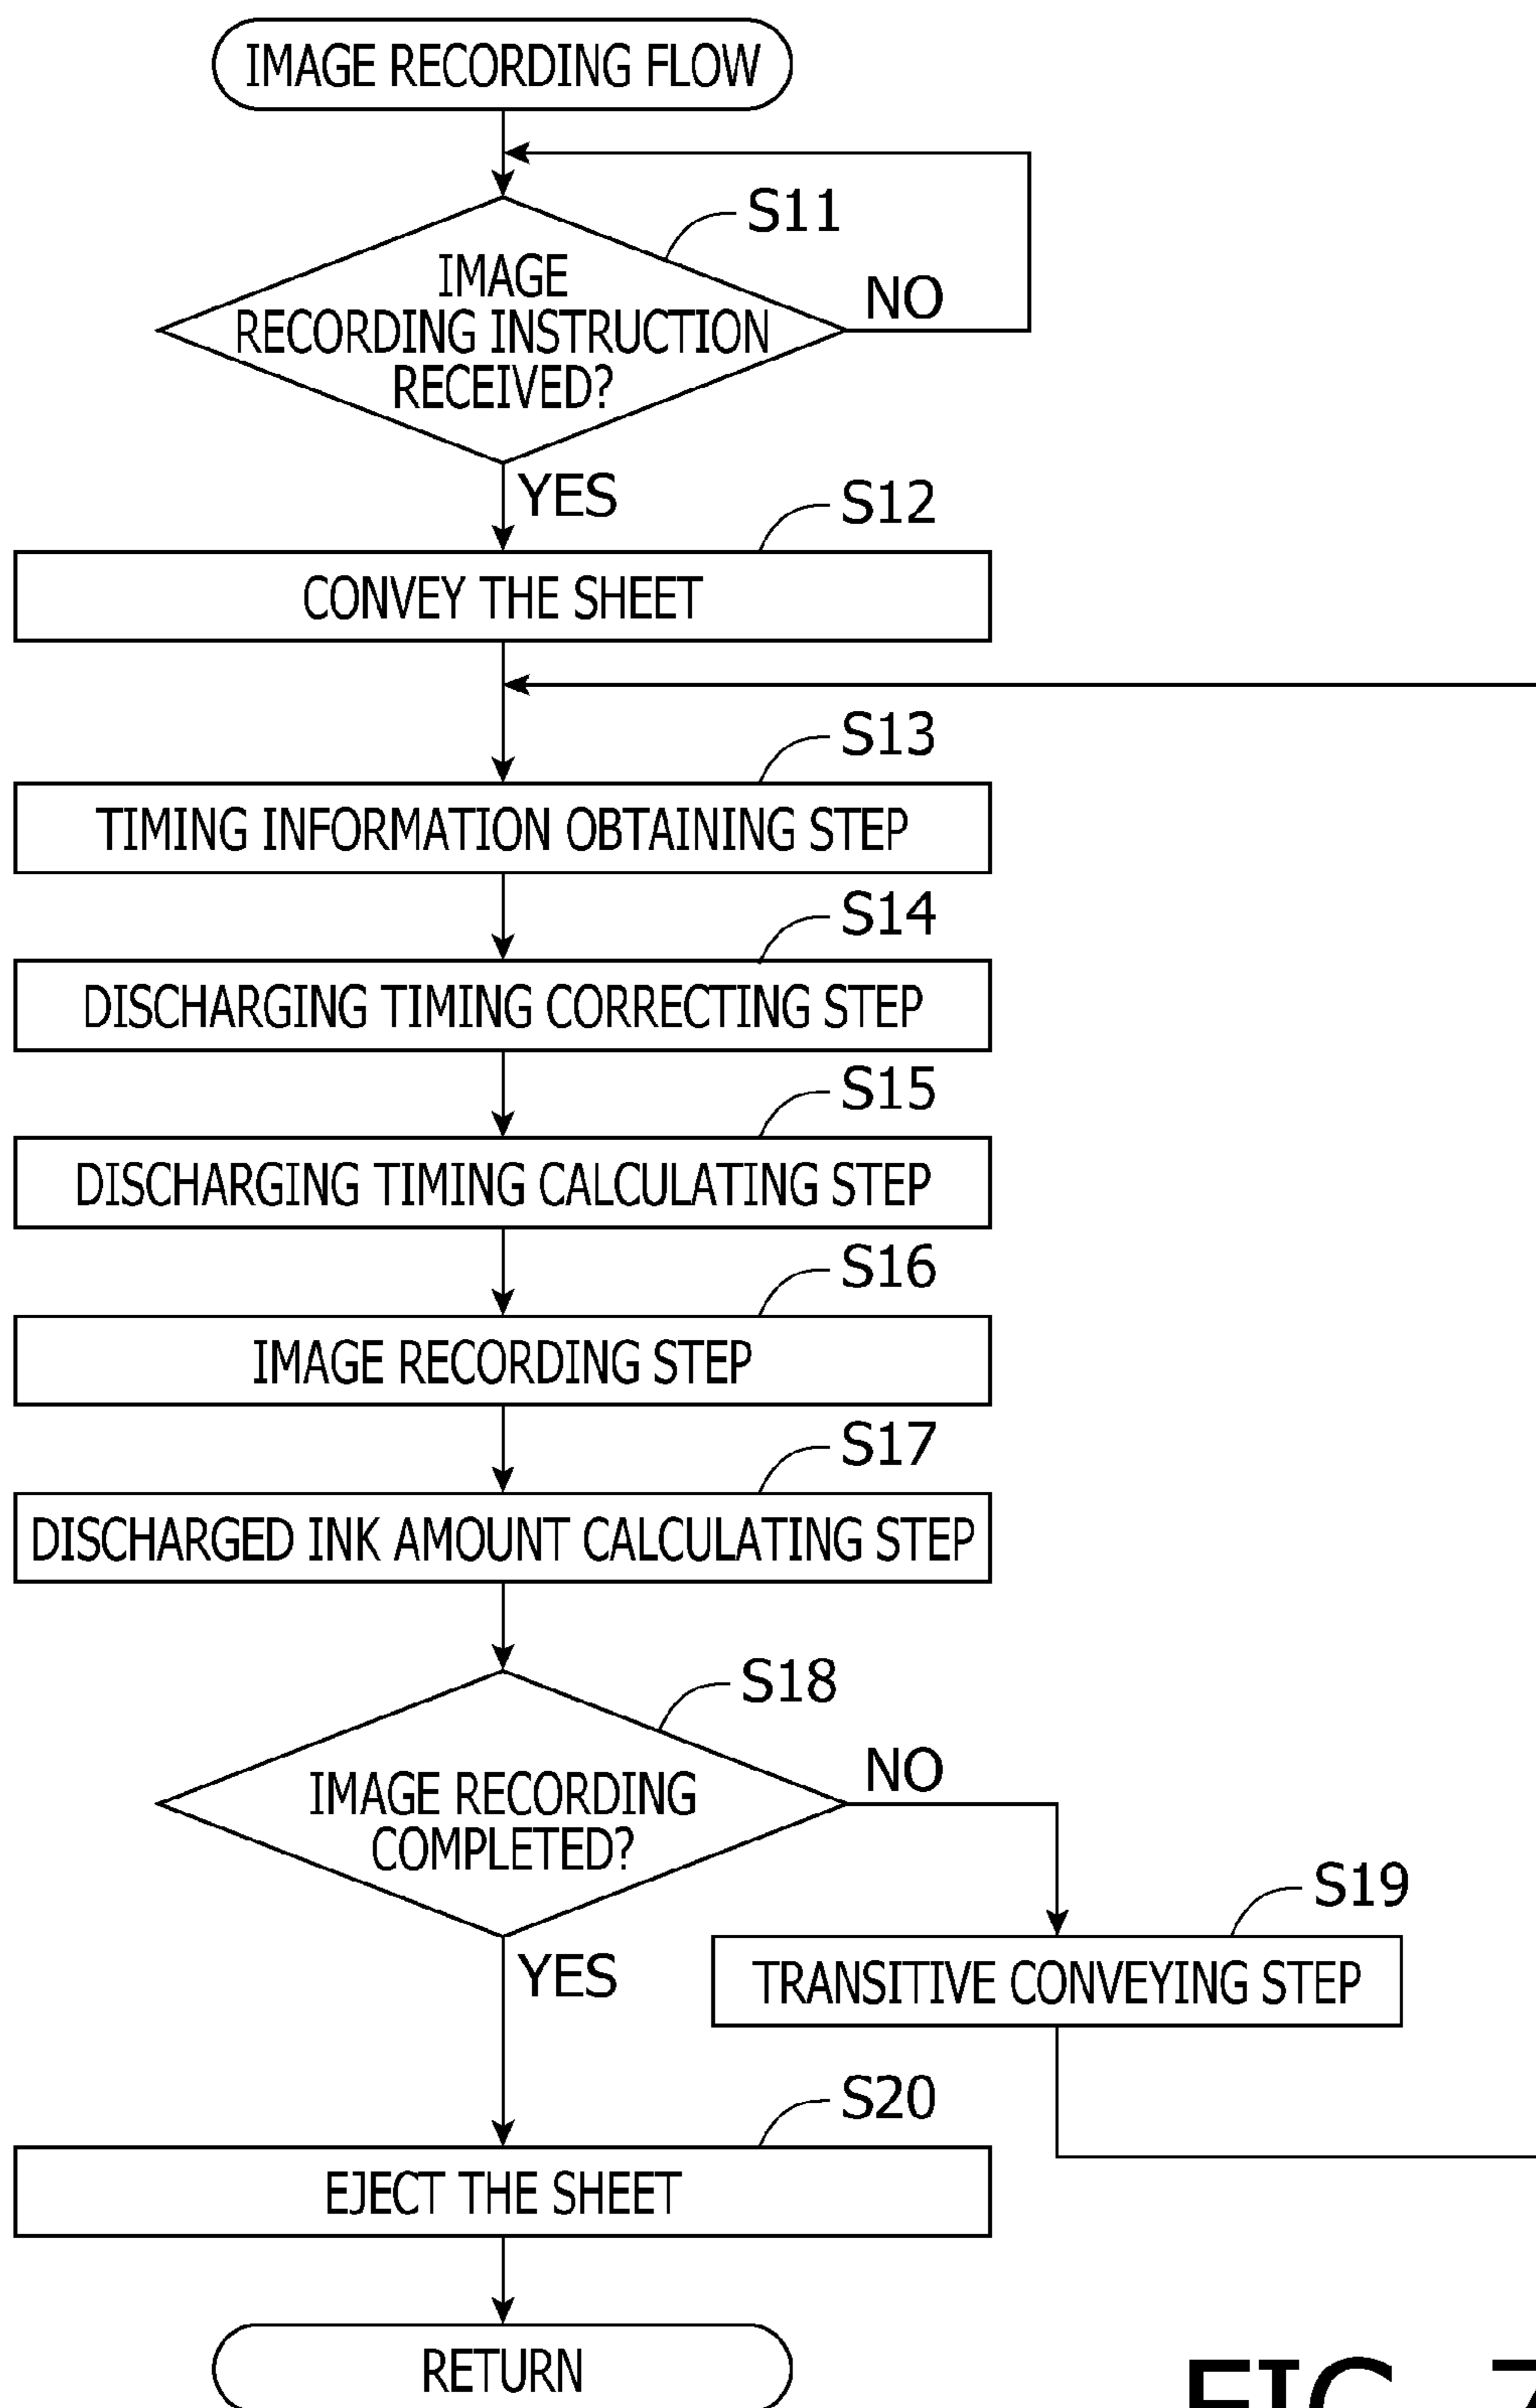 IMAGE RECORDING FLOW
S11
IMAGE
RECORDING INSTRUCTION
RECEIVED?
NO
YES
S12
CONVEY THE SHEET
S13
TIMING INFORMATION OBTAINING STEP
S14
DISCHARGING TIMING CORRECTING STEP
S15
DISCHARGING TIMING CALCULATING STEP
S16
IMAGE RECORDING STEP
S17
DISCHARGED INK AMOUNT CALCULATING STEP
S18
IMAGE RECORDING
COMPLETED?
NO
S19
TRANSITIVE CONVEYING STEP
YES
S20
EJECT THE SHEET
RETURN
FIG.